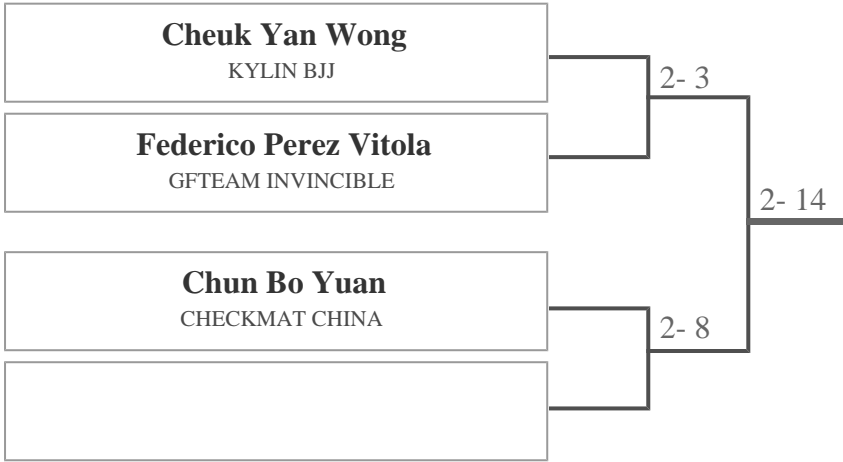 Cheuk Yan Wong
KYLIN BJJ
2- 3
Federico Perez Vitola
GFTEAM INVINCIBLE
2- 14
Chun Bo Yuan
CHECKMAT CHINA
2- 8